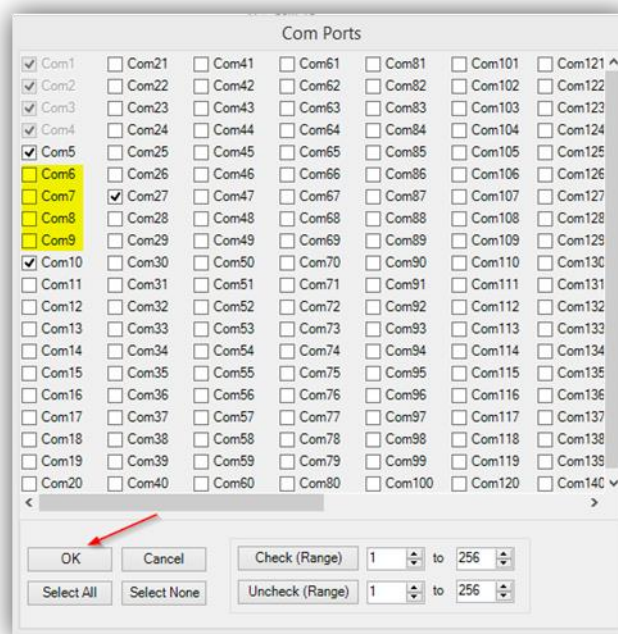 Com Ports
Com1 Com21 Com41 Com61 Com81 Com101 Com121
Com2 Com22 Com42 Com62 Com82 Com102 Com122
Com3 Com23 Com43 Com63 Com83 Com103 Com123
Com4 Com24 Com44 Com64 Com84 Com104 Com124
Com5 Com25 Com45 Com65 Com85 Com105 Com125
Com6 Com26 Com46 Com66 Com86 Com106 Com126
Com7 Com27 Com47 Com67 Com87 Com107 Com127
Com8 Com28 Com48 Com68 Com88 Com108 Com128
Com9 Com29 Com49 Com69 Com89 Com109 Com129
Com10 Com30 Com50 Com70 Com90 Com110 Com130
Com11 Com31 Com51 Com71 Com91 Com111 Com131
Com12 Com32 Com52 Com72 Com92 Com112 Com132
Com13 Com33 Com53 Com73 Com93 Com113 Com133
Com14 Com34 Com54 Com74 Com94 Com114 Com134
Com15 Com35 Com55 Com75 Com95 Com115 Com135
Com16 Com36 Com56 Com76 Com96 Com116 Com136
Com17 Com37 Com57 Com77 Com97 Com117 Com137
Com18 Com38 Com58 Com78 Com98 Com118 Com138
Com19 Com39 Com59 Com79 Com99 Com119 Com139
Com20 Com40 Com60 Com80 Com100 Com120 Com140
OK Cancel Check (Range) 1 to 256
Select All Select None Uncheck (Range) 1 to 256